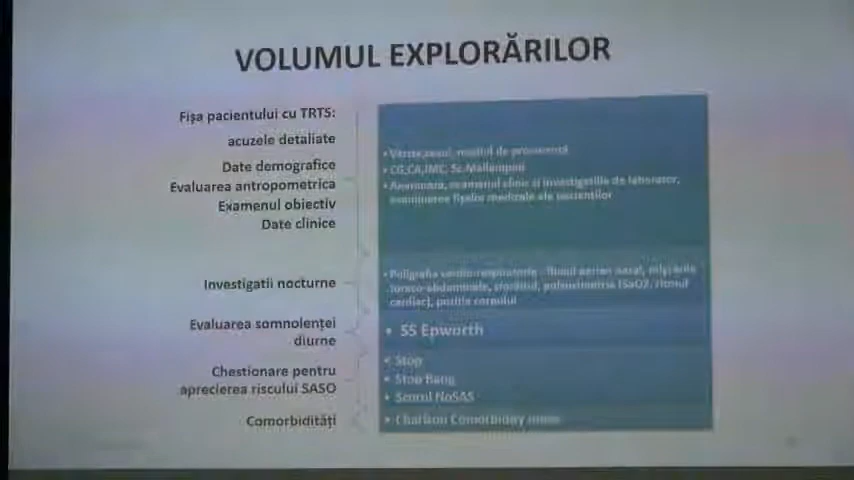 VOLUMUL EXPLORĂRILOR
Fișa pacientului cu TRTS:
acuzele detaliate
Date demografice
Evaluarea antropometrica
Examenul obiectiv
Date clinice
• Vârsta, sexul, mediul de provenență
• CG,CA,IMC, Sc.Mallampati
• Anamneza, examenul clinic și investigațiile de laborator,
examinarea fișelor medicale ale pacienților
Investigatii nocturne
• Poligrafia cardio-respiratorie - fluxul aerian nazal, mișcările
toraco-abdominale, sforăitul, pulsoximetria (SaO2, ritmul
cardiac), poziția corpului
Evaluarea somnolenței
diurne
• SS Epworth
Chestionare pentru
aprecierea riscului SASO
• Stop
• Stop Bang
• Scorul NoSAS
Comorbidități
• Charlson Comorbidity